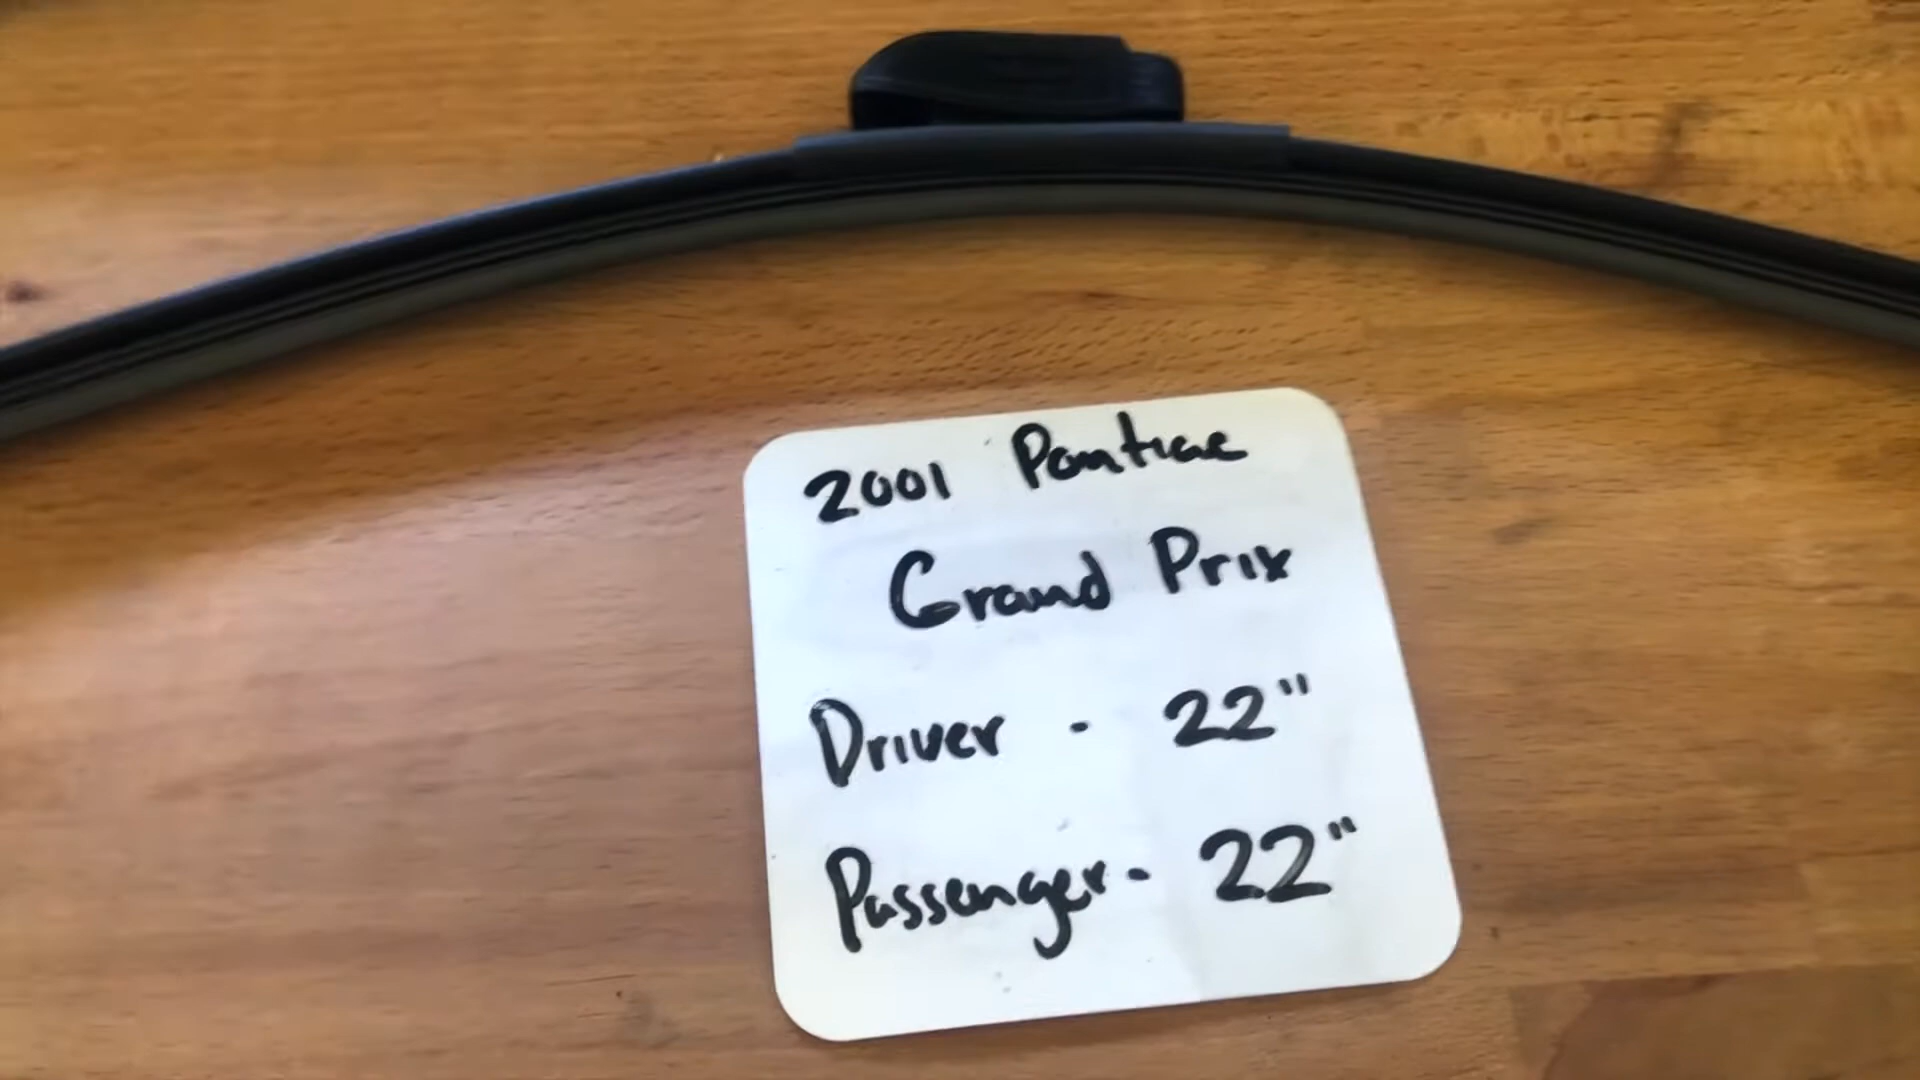 2001 Pontiac
Grand Prix
Driver - 22"
Passenger - 22"